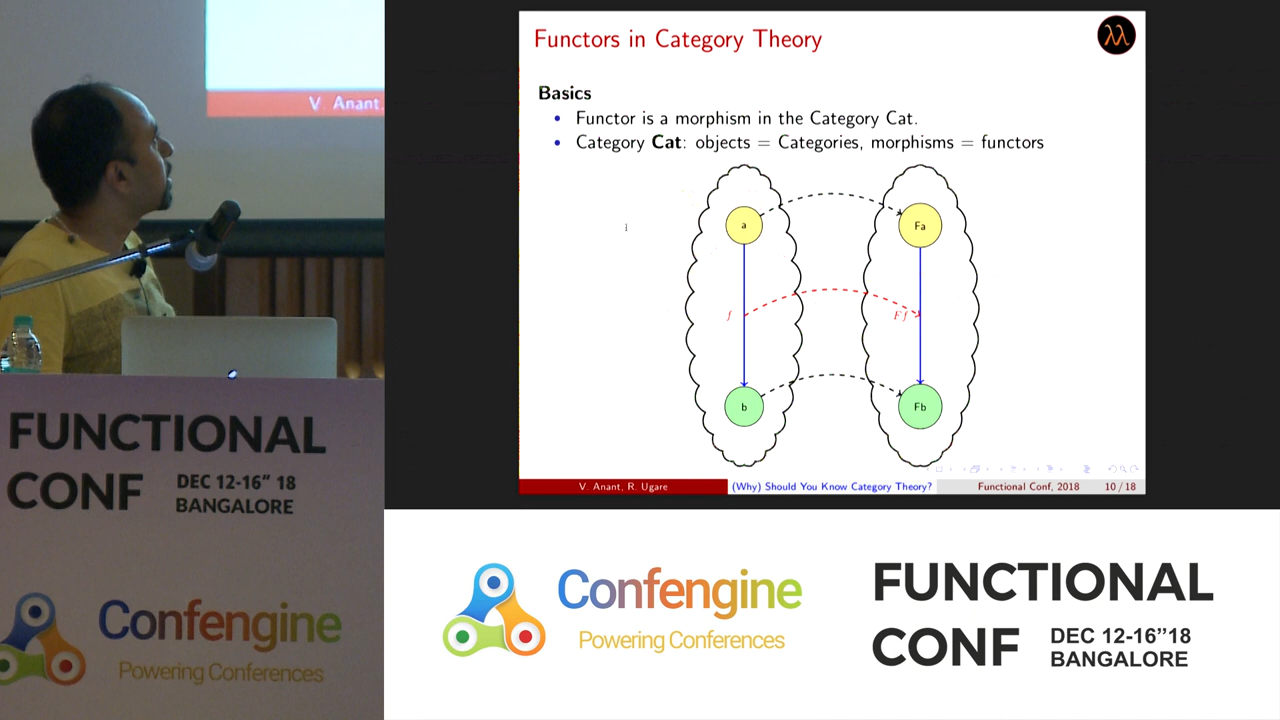 V. Anant,
FUNCTIONAL
CONF DEC 12-16" 18
BANGALORE
Confengine
Powering Conferences
Functors in Category Theory
λλ
Basics
• Functor is a morphism in the Category Cat.
• Category Cat: objects = Categories, morphisms = functors
a Fa
f Ff
b Fb
V. Anant, R. Ugare (Why) Should You Know Category Theory? Functional Conf, 2018 10 / 18
Confengine
Powering Conferences
FUNCTIONAL
CONF DEC 12-16"18
BANGALORE